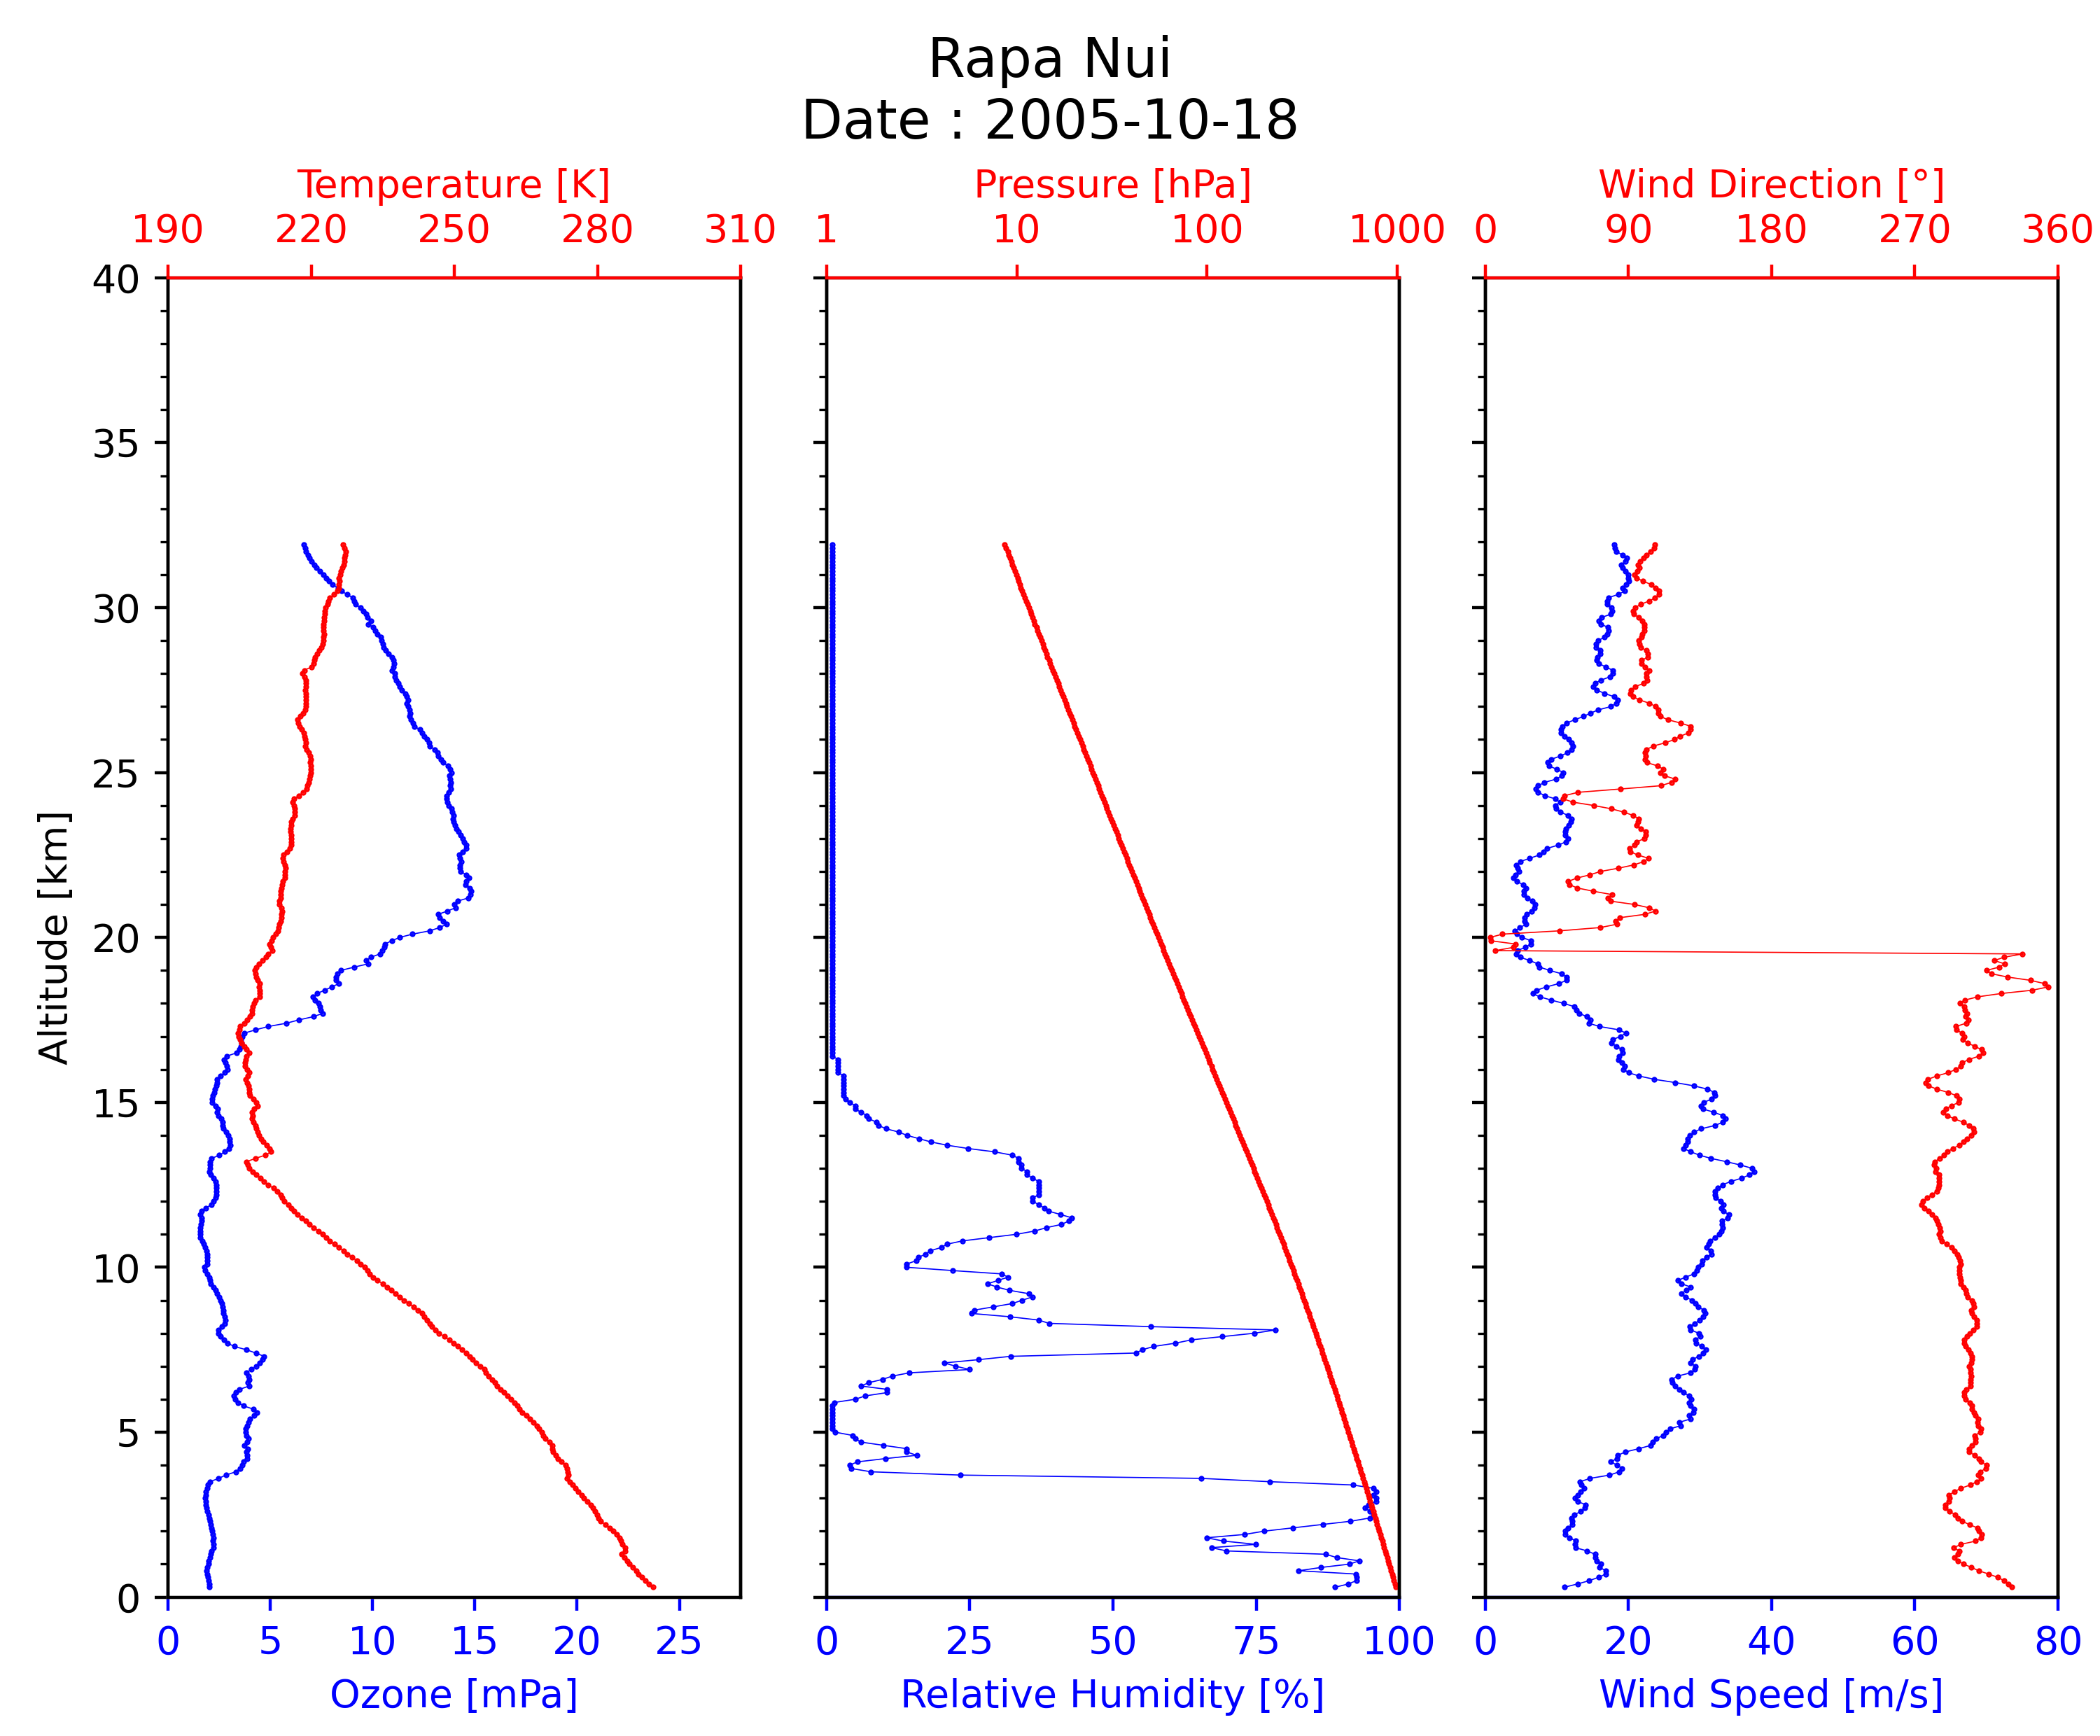 Rapa Nui
Date : 2005-10-18
Temperature [K]
190 220 250 280 310
Pressure [hPa]
1 10 100 1000
Wind Direction [°]
0 90 180 270 360
Altitude [km]
40
35
30
25
20
15
10
5
0
0 5 10 15 20 25
Ozone [mPa]
0 25 50 75 100
Relative Humidity [%]
0 20 40 60 80
Wind Speed [m/s]